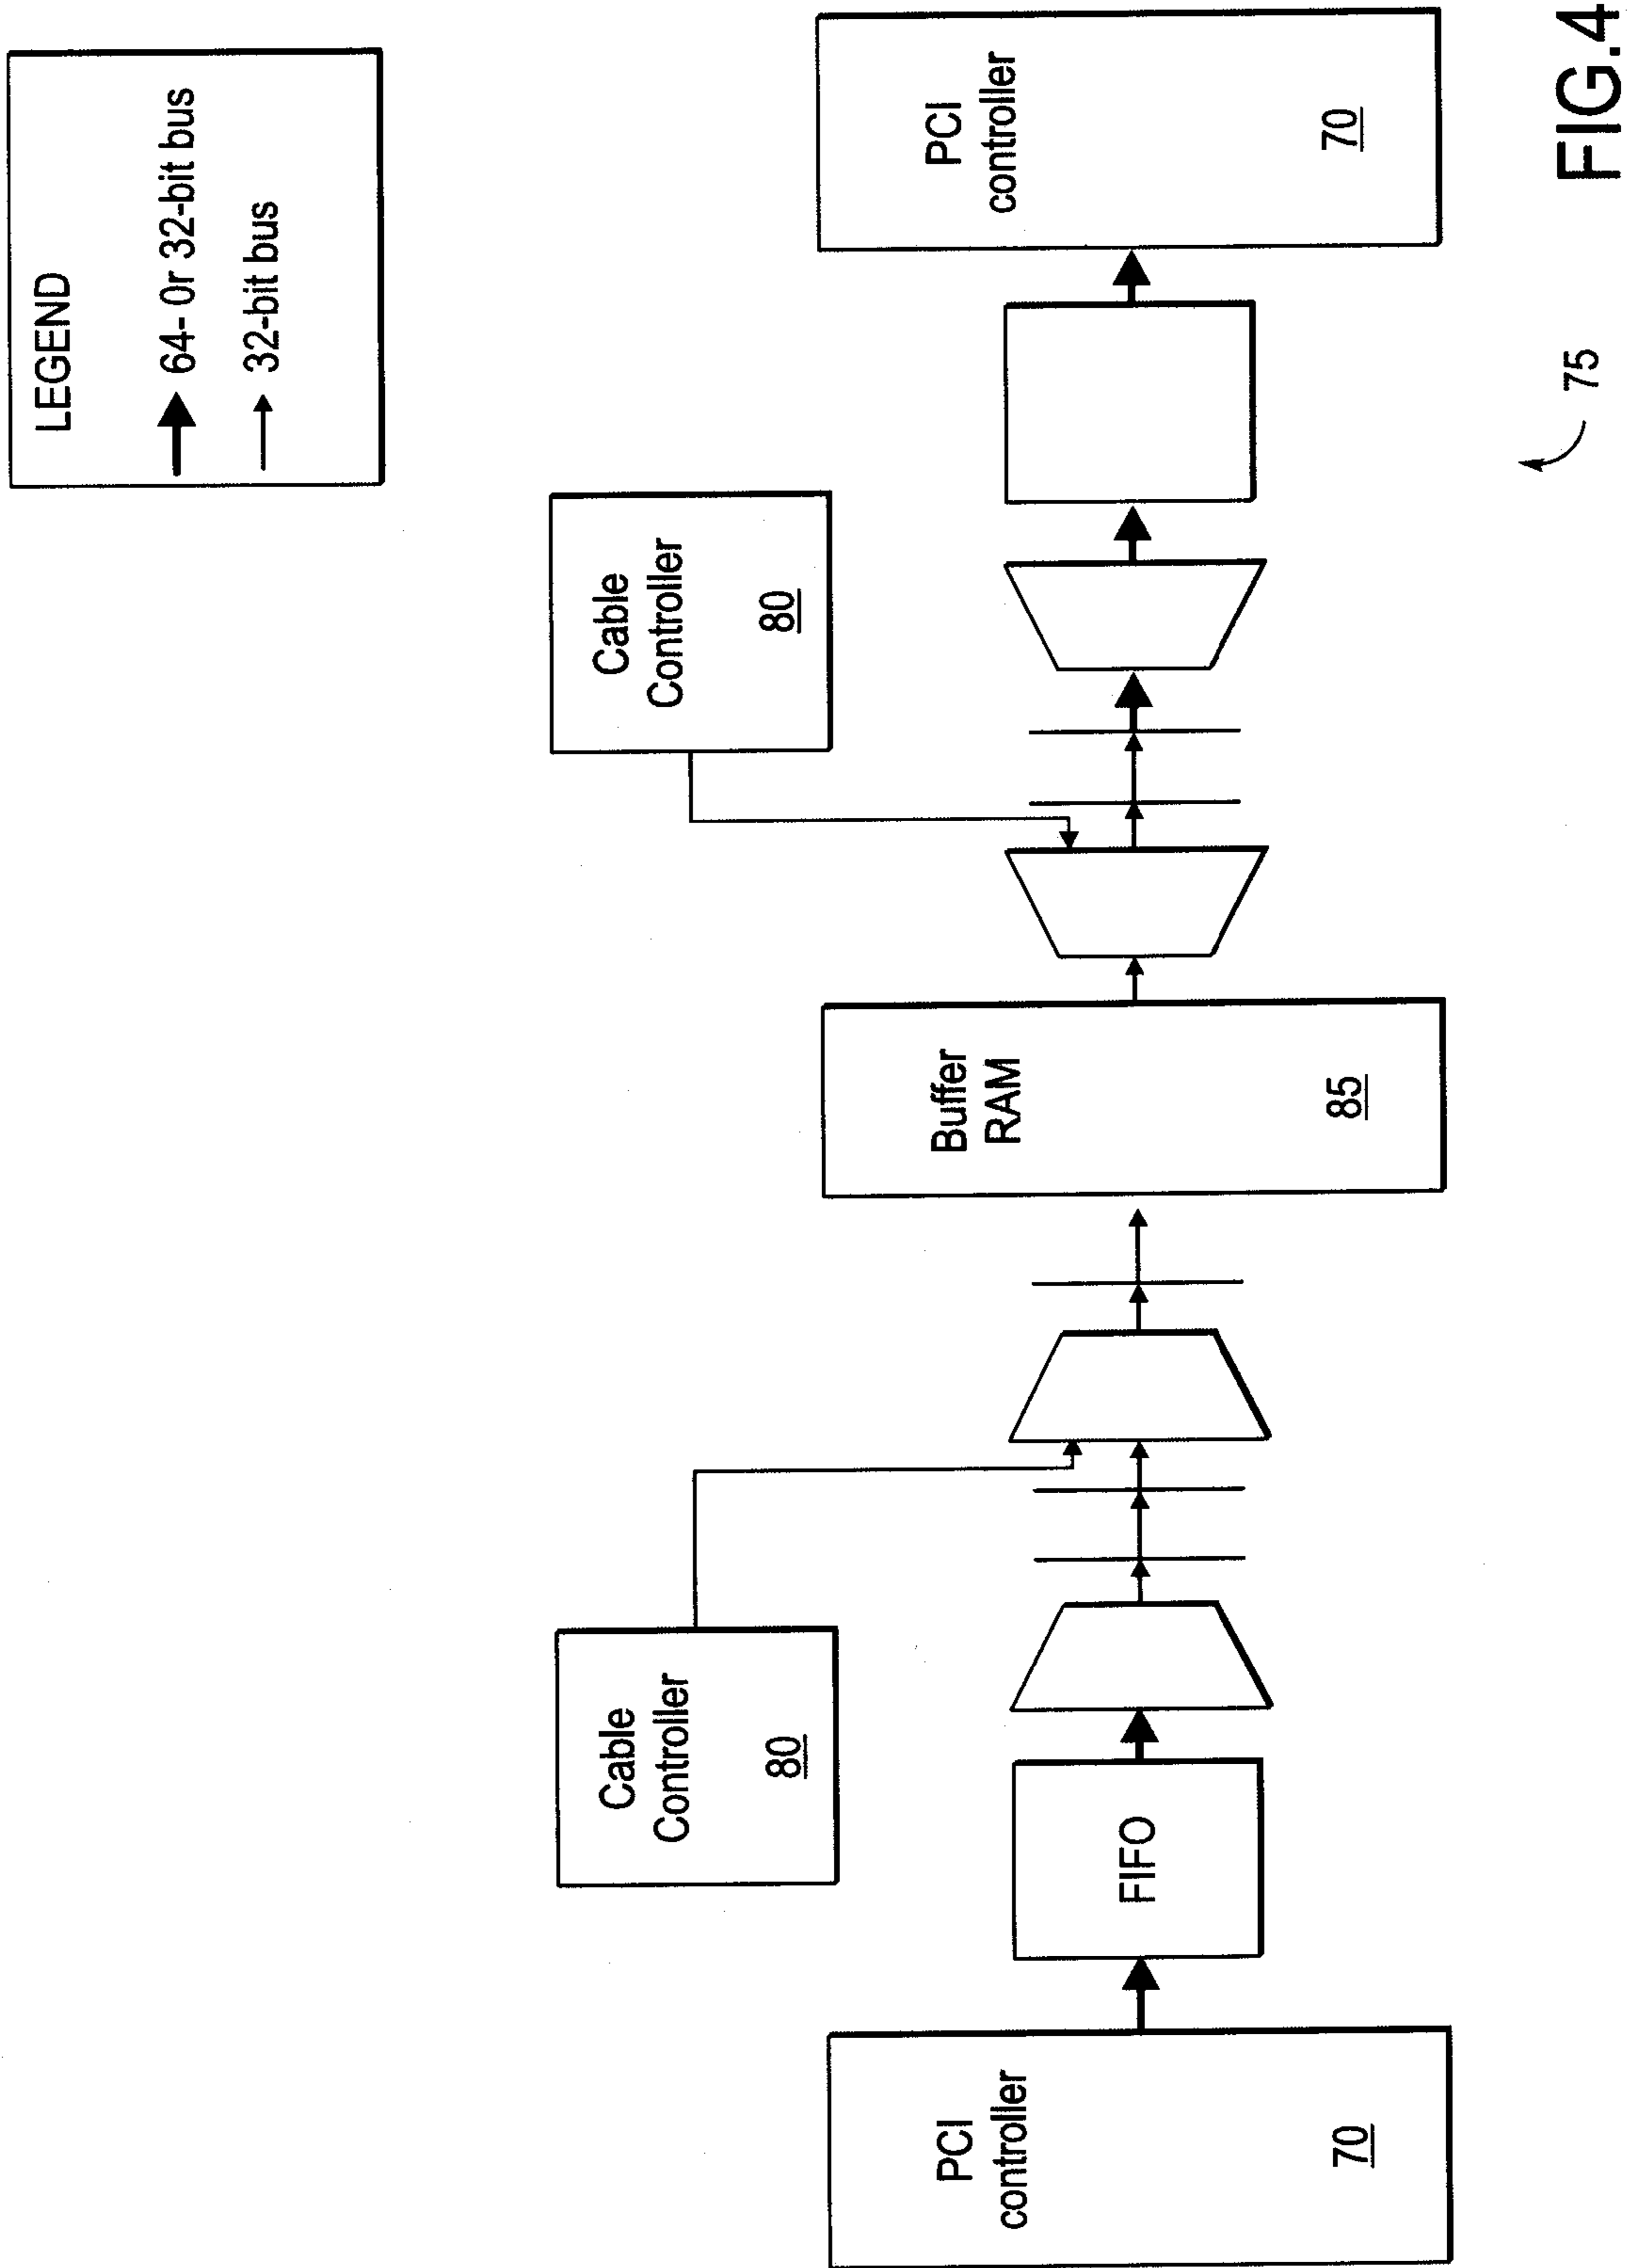 LEGEND
64- 0r 32-bit bus
32-bit bus
Cable
Controller
80
Cable
Controller
80
PCI
controller
70
FIFO
Buffer
RAM
85
PCI
controller
70
75
FIG.4